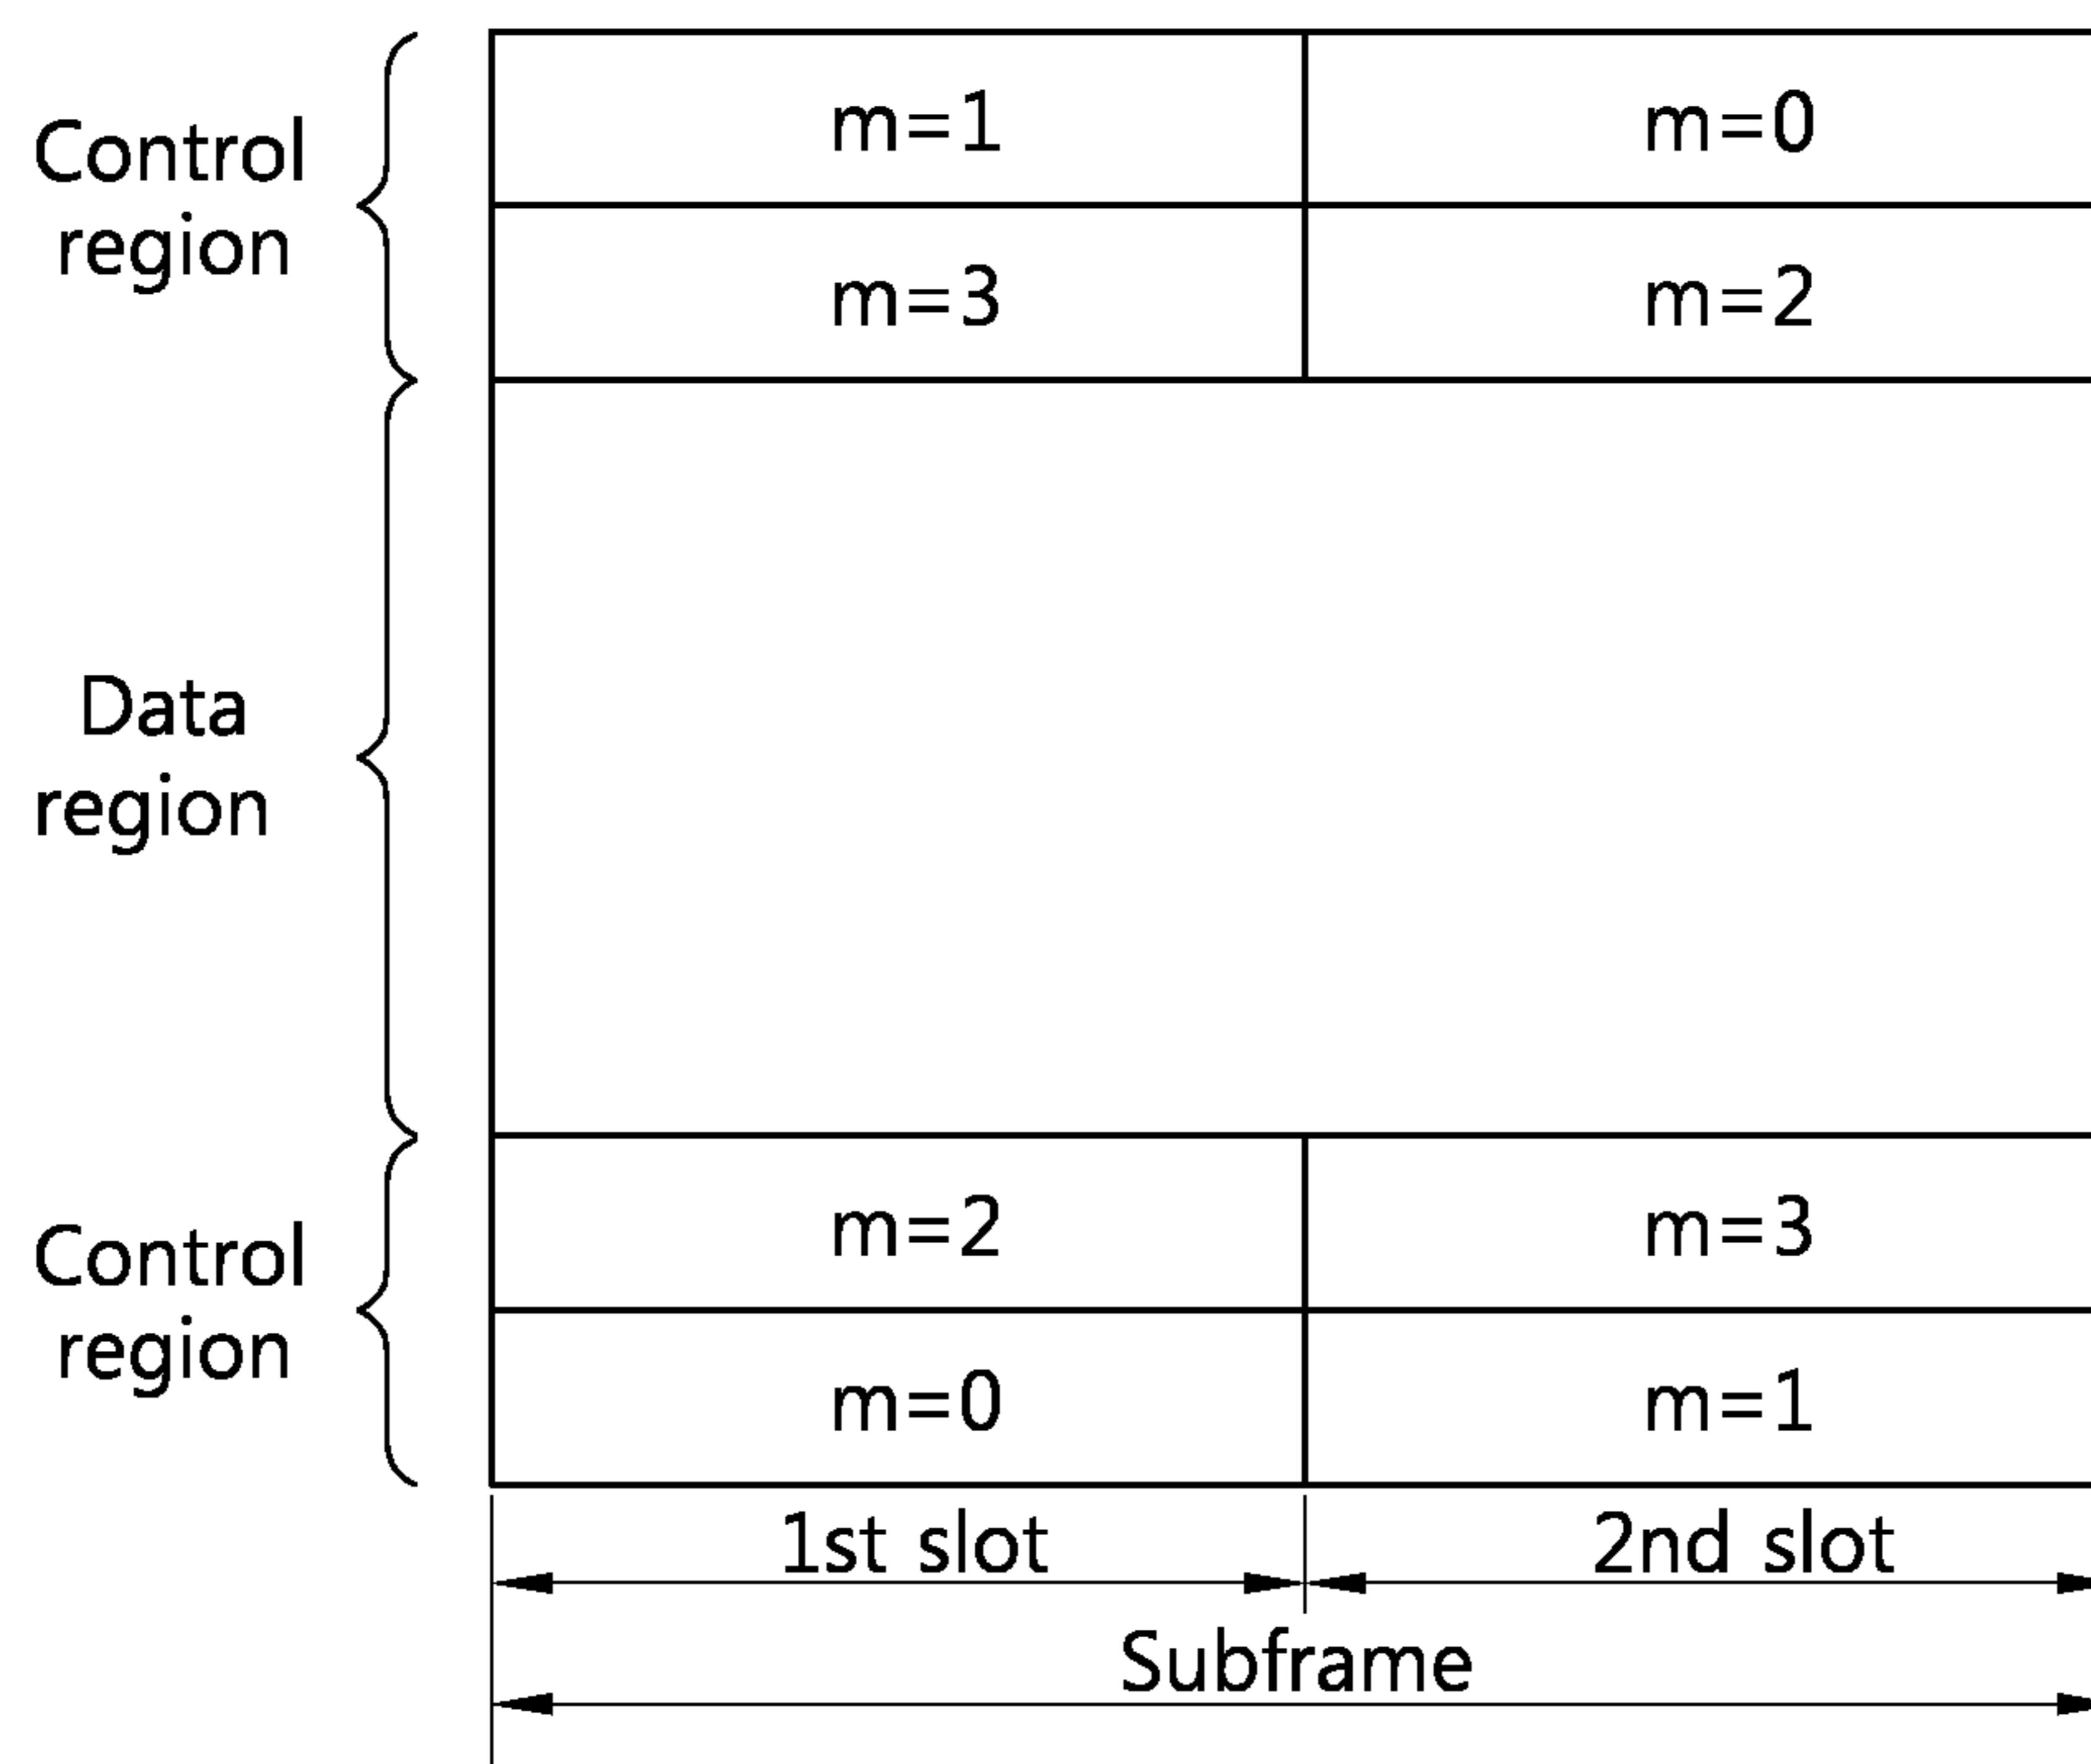 m=1 m=0
Control
region
m=3 m=2
Data
region
m=2 m=3
Control
region
m=0 m=1
1st slot 2nd slot
Subframe